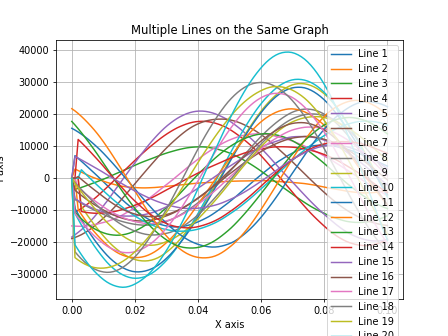 Multiple Lines on the Same Graph
40000
30000
20000
10000
0
−10000
−20000
−30000
0.00 0.02 0.04 0.06
X axis
axis
Line 1
Line 2
Line 3
Line 4
Line 5
Line 6
Line 7
Line 8
Line 9
Line 10
Line 11
Line 12
Line 13
Line 14
Line 15
Line 16
Line 17
Line 18
Line 19
Line 20